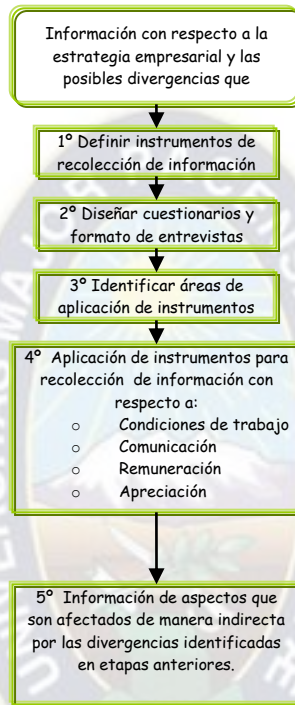 Información con respecto a la
estrategia empresarial y las
posibles divergencias que
1º Definir instrumentos de
recolección de información
2º Diseñar cuestionarios y
formato de entrevistas
3º Identificar áreas de
aplicación de instrumentos
4º Aplicación de instrumentos para
recolección de información con
respecto a:
o Condiciones de trabajo
o Comunicación
o Remuneración
o Apreciación
5º Información de aspectos que
son afectados de manera indirecta
por las divergencias identificadas
en etapas anteriores.